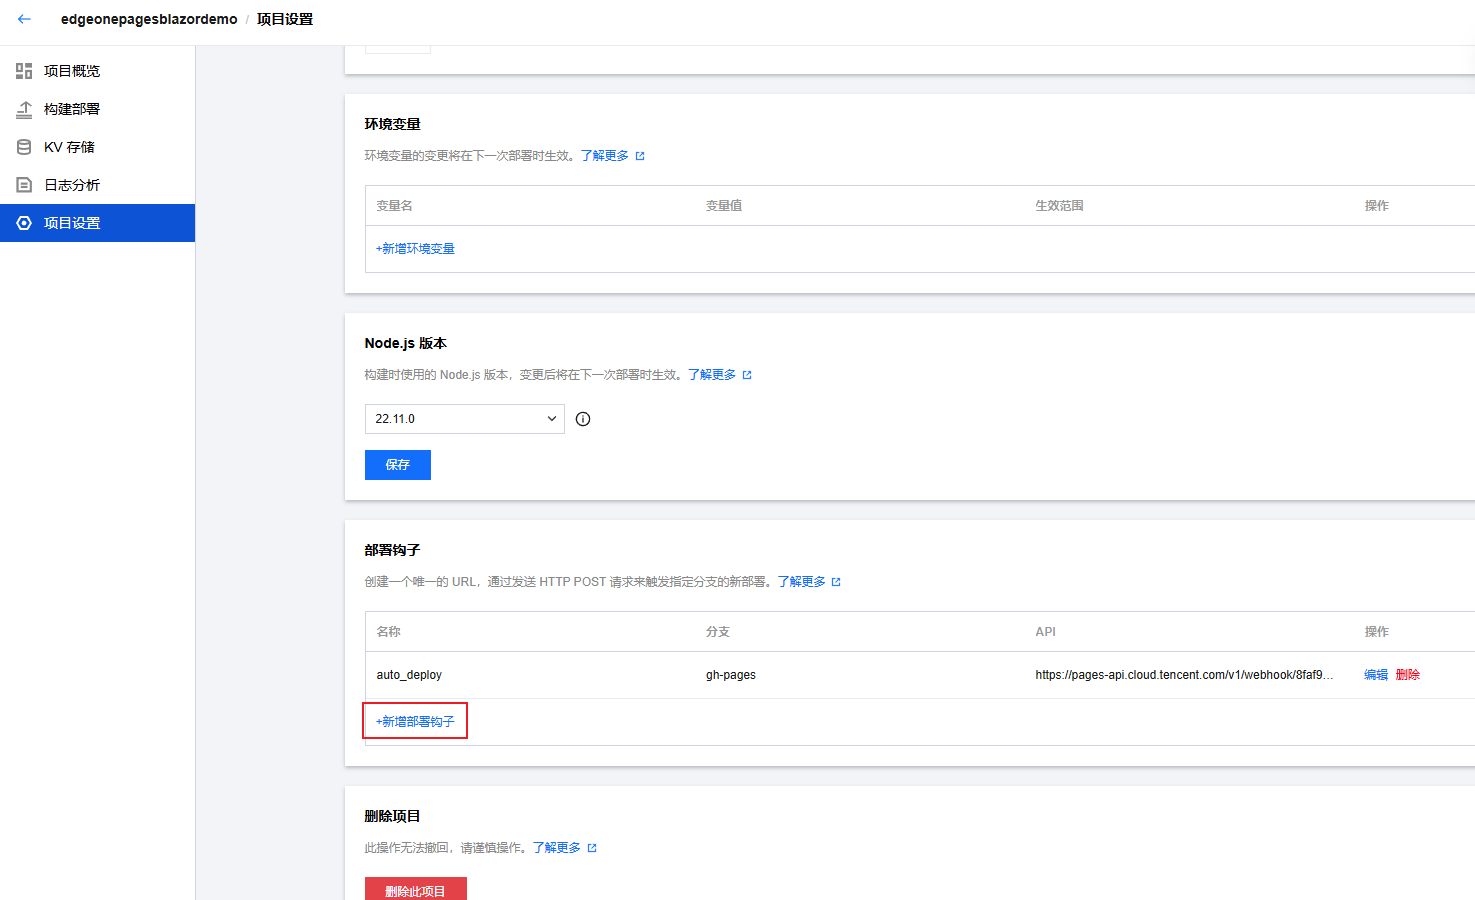 edgeonepagesblazordemo / 项目设置
项目概览
构建部署
KV 存储
日志分析
项目设置
环境变量
环境变量的变更将在下一次部署时生效。了解更多
变量名 变量值 生效范围 操作
+新增环境变量
Node.js 版本
构建时使用的 Node.js 版本，变更后将在下一次部署时生效。了解更多
22.11.0
保存
部署钩子
创建一个唯一的 URL，通过发送 HTTP POST 请求来触发指定分支的新部署。了解更多
名称 分支 API 操作
auto_deploy gh-pages https://pages-api.cloud.tencent.com/v1/webhook/8faf9... 编辑 删除
+新增部署钩子
删除项目
此操作无法撤回，请谨慎操作。了解更多
删除此项目